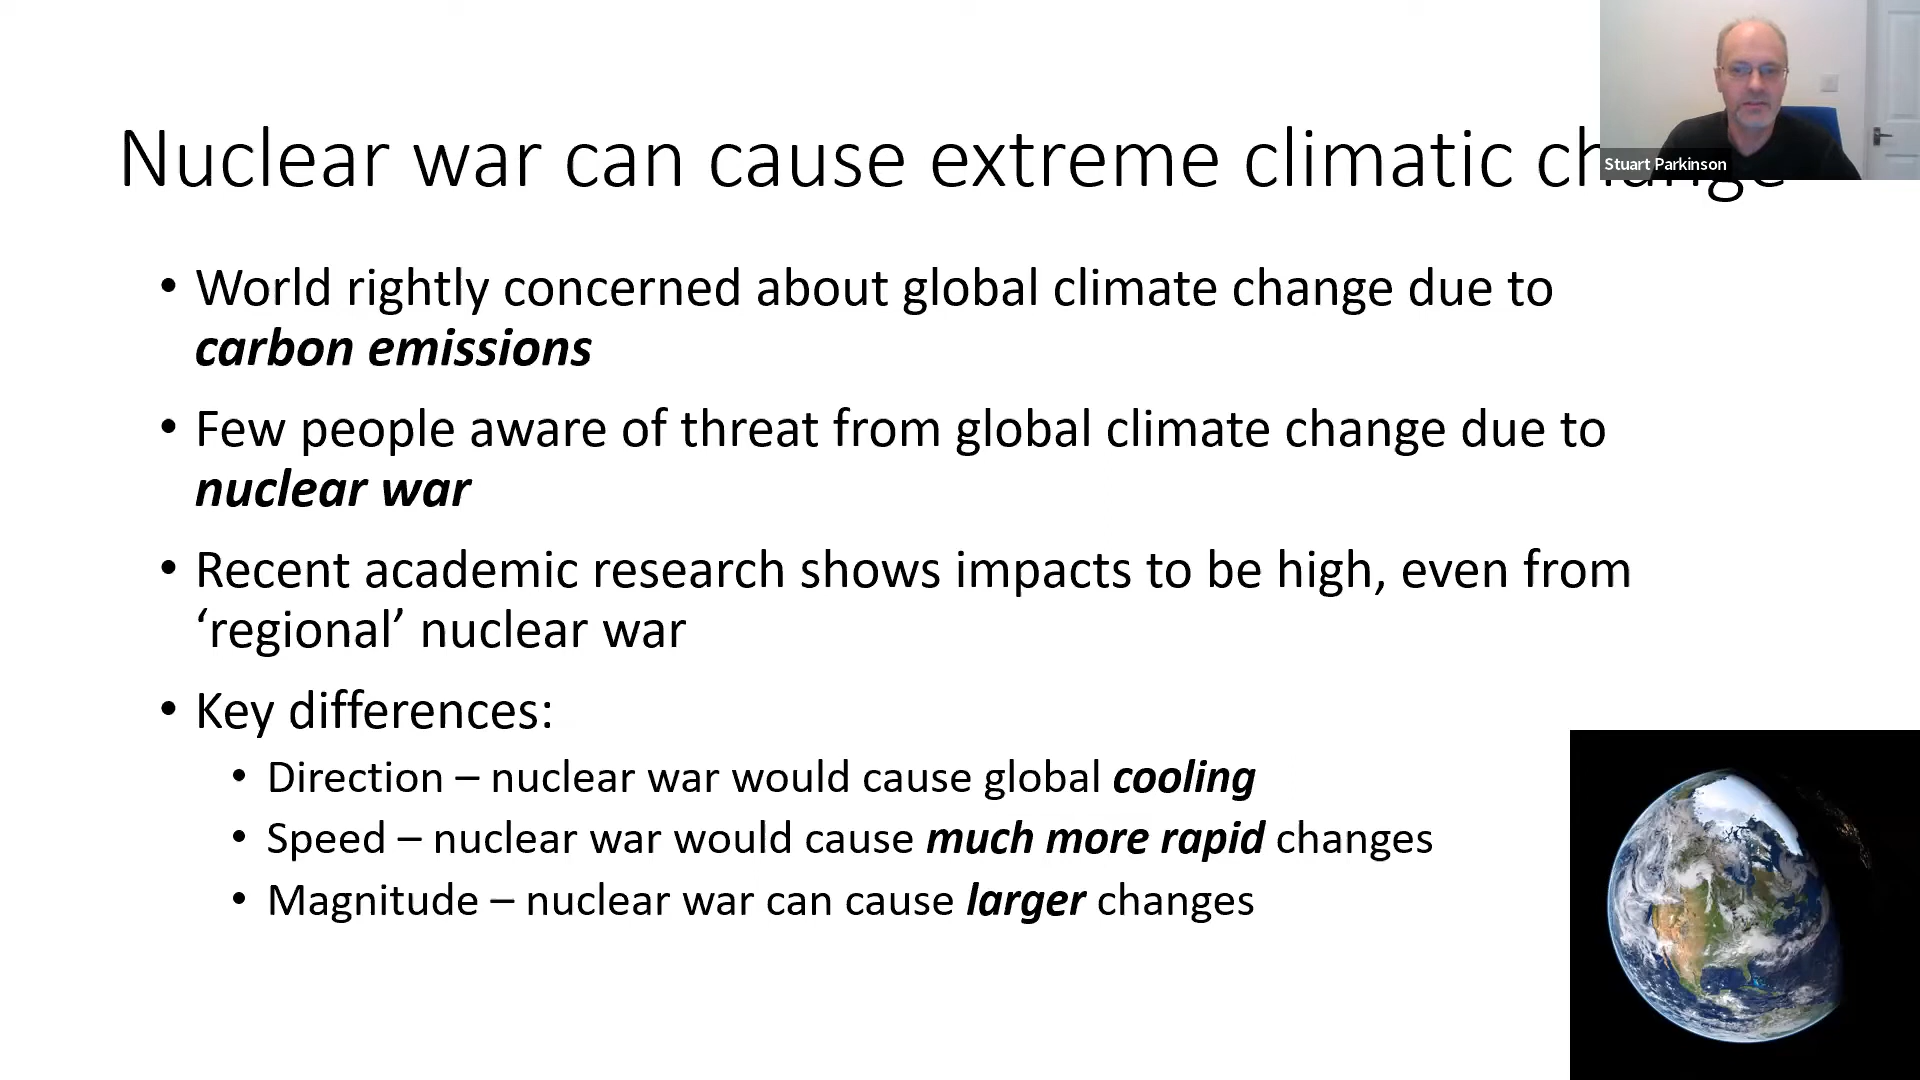 Nuclear war can cause extreme climatic change
Stuart Parkinson
• World rightly concerned about global climate change due to
carbon emissions
• Few people aware of threat from global climate change due to
nuclear war
• Recent academic research shows impacts to be high, even from
‘regional’ nuclear war
• Key differences:
• Direction – nuclear war would cause global cooling
• Speed – nuclear war would cause much more rapid changes
• Magnitude – nuclear war can cause larger changes